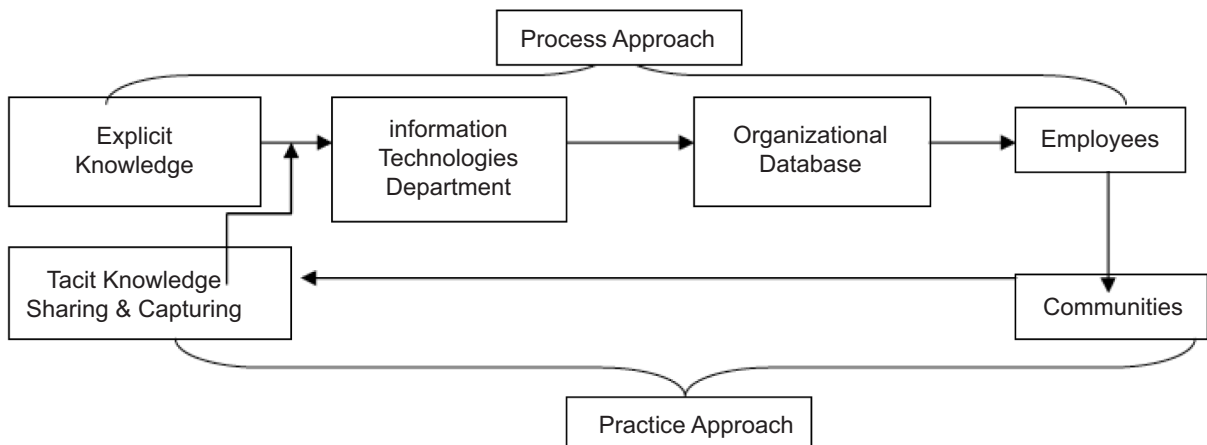 Process Approach
Explicit
Knowledge
information
Technologies
Department
Organizational
Database
Employees
Tacit Knowledge
Sharing & Capturing
Communities
Practice Approach